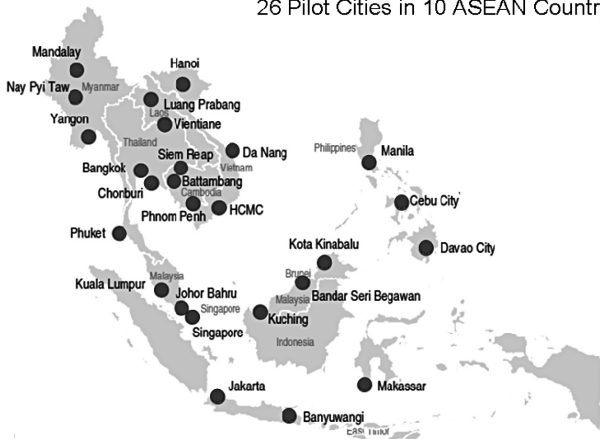 26 Pilot Cities in 10 ASEAN Countr
Mandalay
Hanoi
Nay Pyi Taw
Myanmar
Luang Prabang
Laos
Yangon
Vientiane
Thailand
Siem Reap
Da Nang
Philippines
Manila
Bangkok
Vietnam
Battambang
Chonburi
Cambodia
Cebu City
Phnom Penh
HCMC
Phuket
Kota Kinabalu
Davao City
Malaysia
Brunei
Kuala Lumpur
Johor Bahru
Malaysia
Bandar Seri Begawan
Singapore
Kuching
Singapore
Indonesia
Jakarta
Makassar
Banyuwangi
East Timor